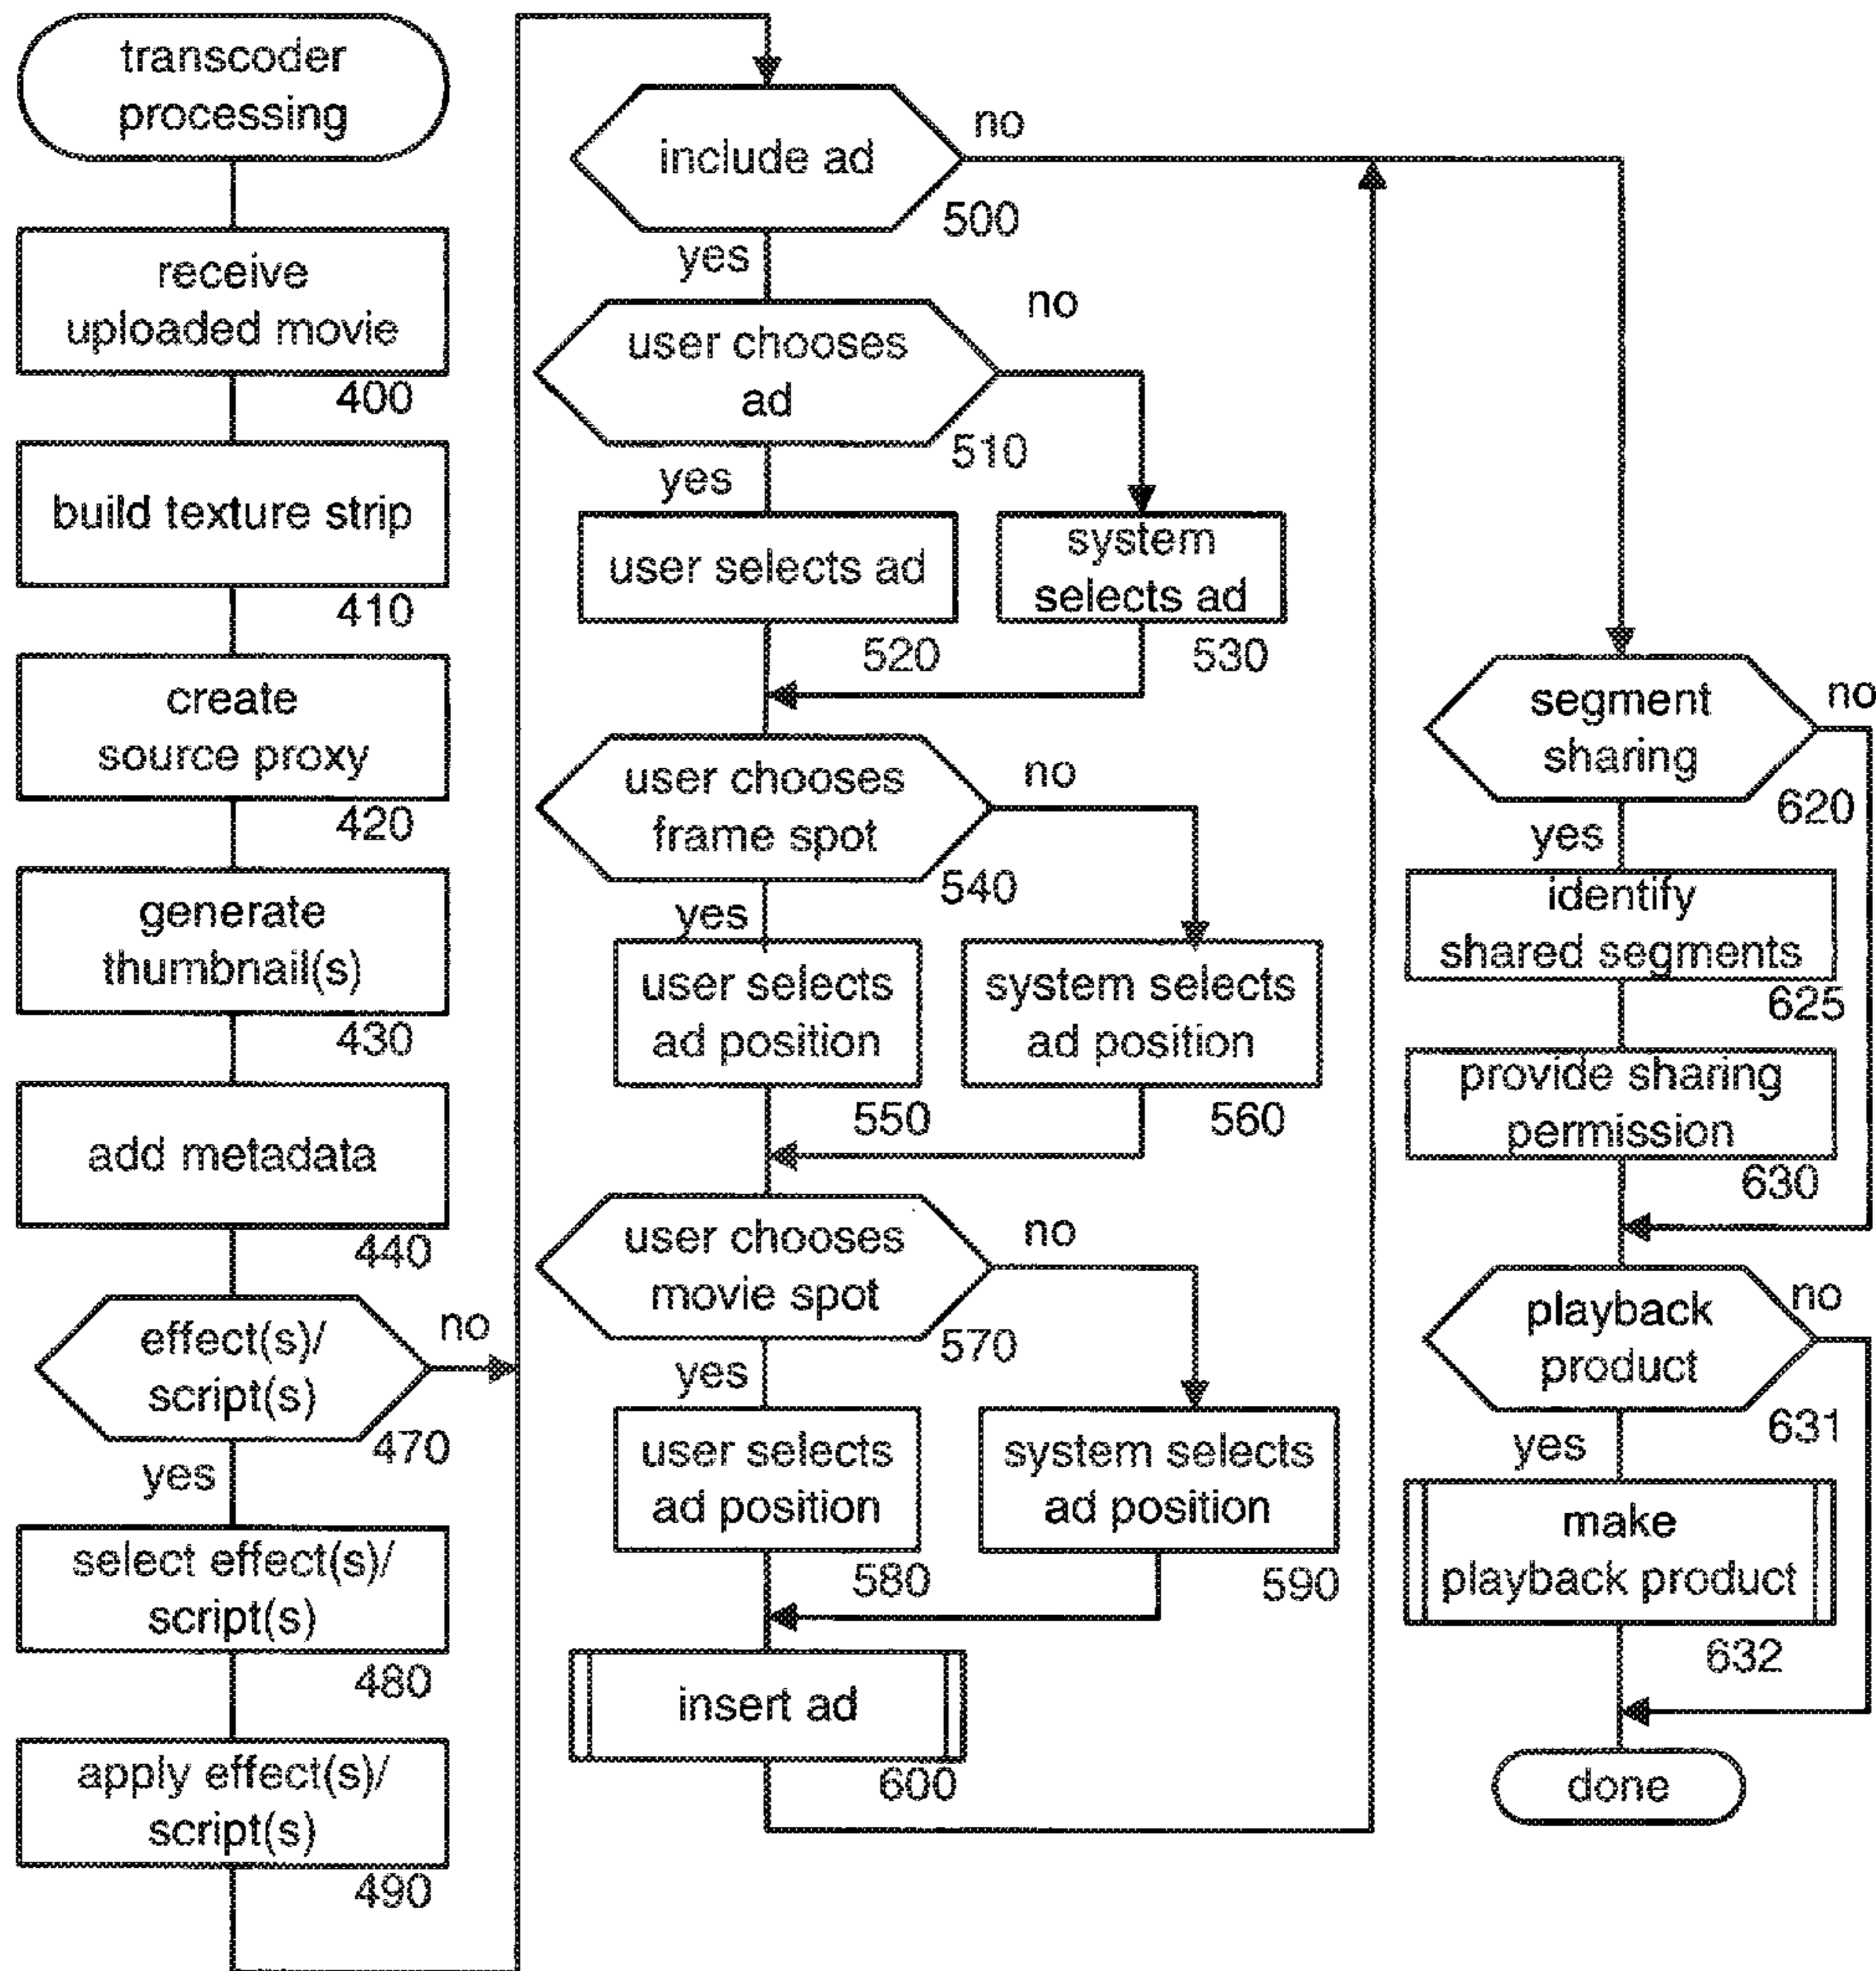 transcoder
processing
receive
uploaded movie
400
build texture strip
410
create
source proxy
420
generate
thumbnail(s)
430
add metadata
440
effect(s)/
script(s)
no
470
yes
select effect(s)/
script(s)
480
apply effect(s)/
script(s)
490
include ad
no
500
yes
user chooses
ad
no
510
yes
user selects ad
520
system
selects ad
530
user chooses
frame spot
no
540
yes
user selects
ad position
550
system selects
ad position
560
user chooses
movie spot
no
570
yes
user selects
ad position
580
system selects
ad position
590
insert ad
600
segment
sharing
no
620
yes
identify
shared segments
625
provide sharing
permission
630
playback
product
no
631
yes
make
playback product
632
done